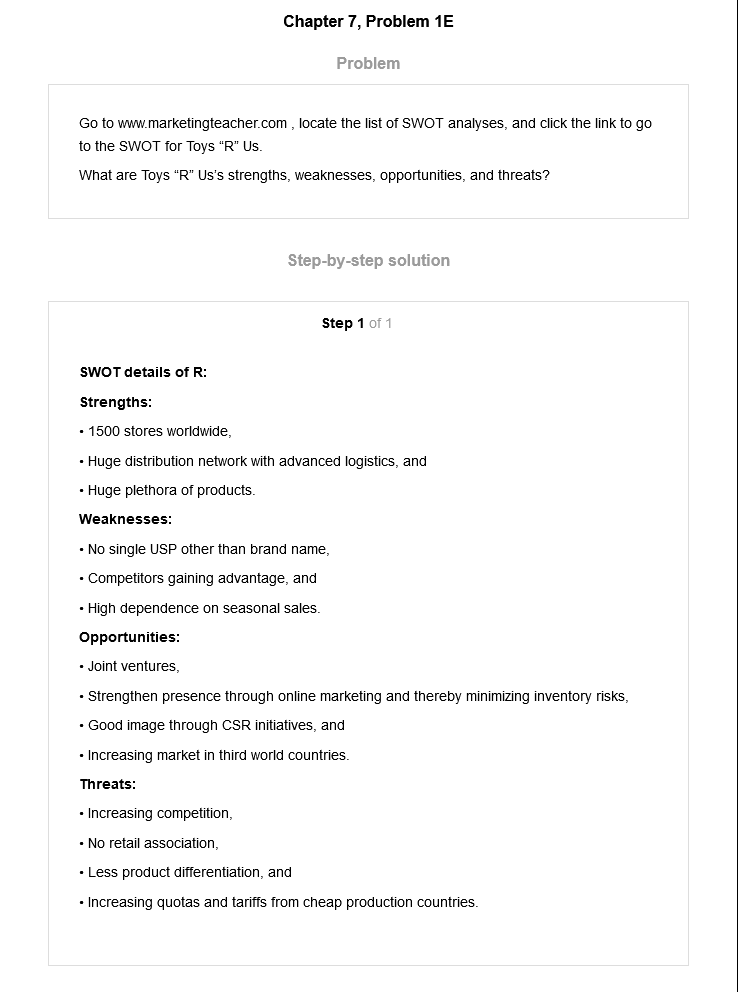 Chapter 7, Problem 1E
Problem
Go to www.marketingteacher.com , locate the list of SWOT analyses, and click the link to go
to the SWOT for Toys “R” Us.
What are Toys “R” Us’s strengths, weaknesses, opportunities, and threats?
Step-by-step solution
Step 1 of 1
SWOT details of R:
Strengths:
• 1500 stores worldwide,
• Huge distribution network with advanced logistics, and
• Huge plethora of products.
Weaknesses:
• No single USP other than brand name,
• Competitors gaining advantage, and
• High dependence on seasonal sales.
Opportunities:
• Joint ventures,
• Strengthen presence through online marketing and thereby minimizing inventory risks,
• Good image through CSR initiatives, and
• Increasing market in third world countries.
Threats:
• Increasing competition,
• No retail association,
• Less product differentiation, and
• Increasing quotas and tariffs from cheap production countries.